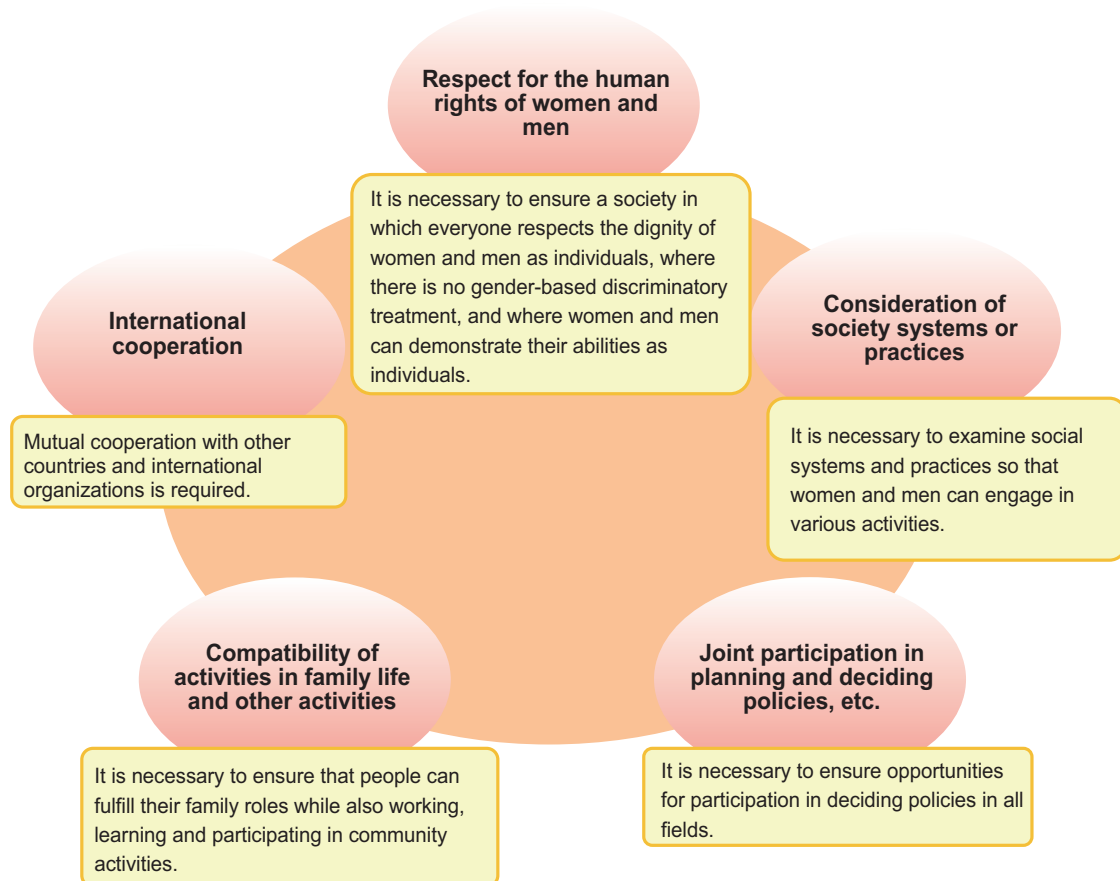 Respect for the human
rights of women and
men
It is necessary to ensure a society in
which everyone respects the dignity of
women and men as individuals, where
there is no gender-based discriminatory
treatment, and where women and men
can demonstrate their abilities as
individuals.
International
cooperation
Mutual cooperation with other
countries and international
organizations is required.
Consideration of
society systems or
practices
It is necessary to examine social
systems and practices so that
women and men can engage in
various activities.
Compatibility of
activities in family life
and other activities
It is necessary to ensure that people can
fulfill their family roles while also working,
learning and participating in community
activities.
Joint participation in
planning and deciding
policies, etc.
It is necessary to ensure opportunities
for participation in deciding policies in all
fields.